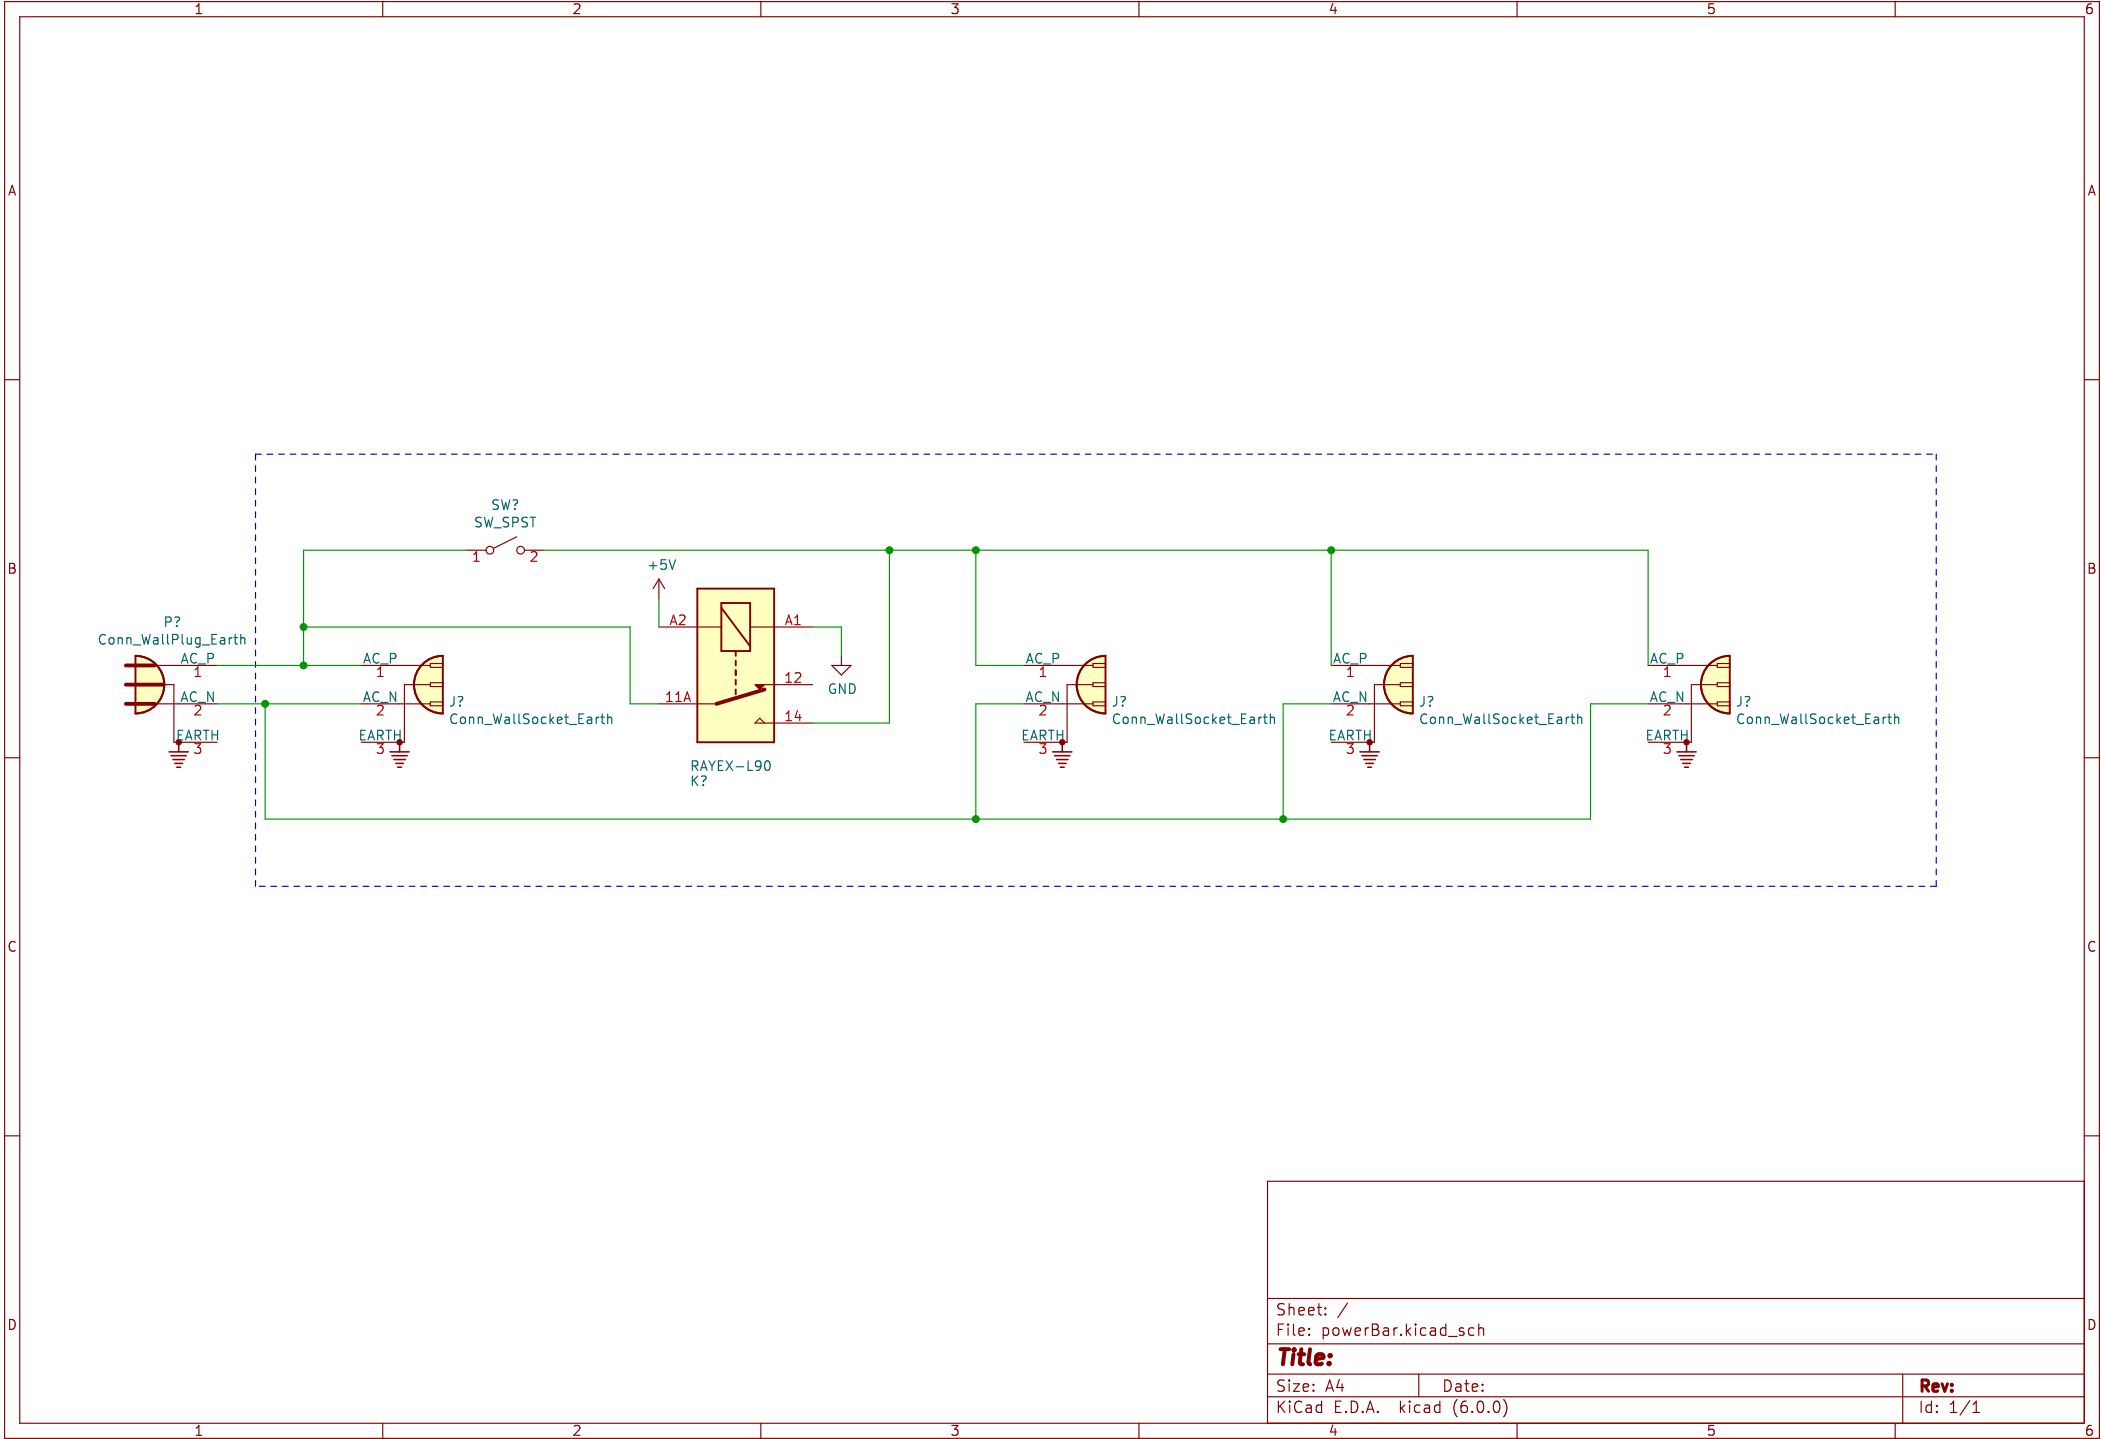 1 2 3 4 5 6
A A
SW?
SW_SPST
1 2
+5V
B B
P?
Conn_WallPlug_Earth
AC_P
1
AC_N
2
EARTH
3
AC_P
1
AC_N
2
EARTH
3
J?
Conn_WallSocket_Earth
A2 A1
12
11A
14
GND
RAYEX-L90
K?
AC_P
1
AC_N
2
EARTH
3
J?
Conn_WallSocket_Earth
AC_P
1
AC_N
2
EARTH
3
J?
Conn_WallSocket_Earth
AC_P
1
AC_N
2
EARTH
3
J?
Conn_WallSocket_Earth
C C
Sheet: /
D D
File: powerBar.kicad_sch
Title:
Size: A4 Date: Rev:
KiCad E.D.A. kicad (6.0.0) Id: 1/1
1 2 3 4 5 6